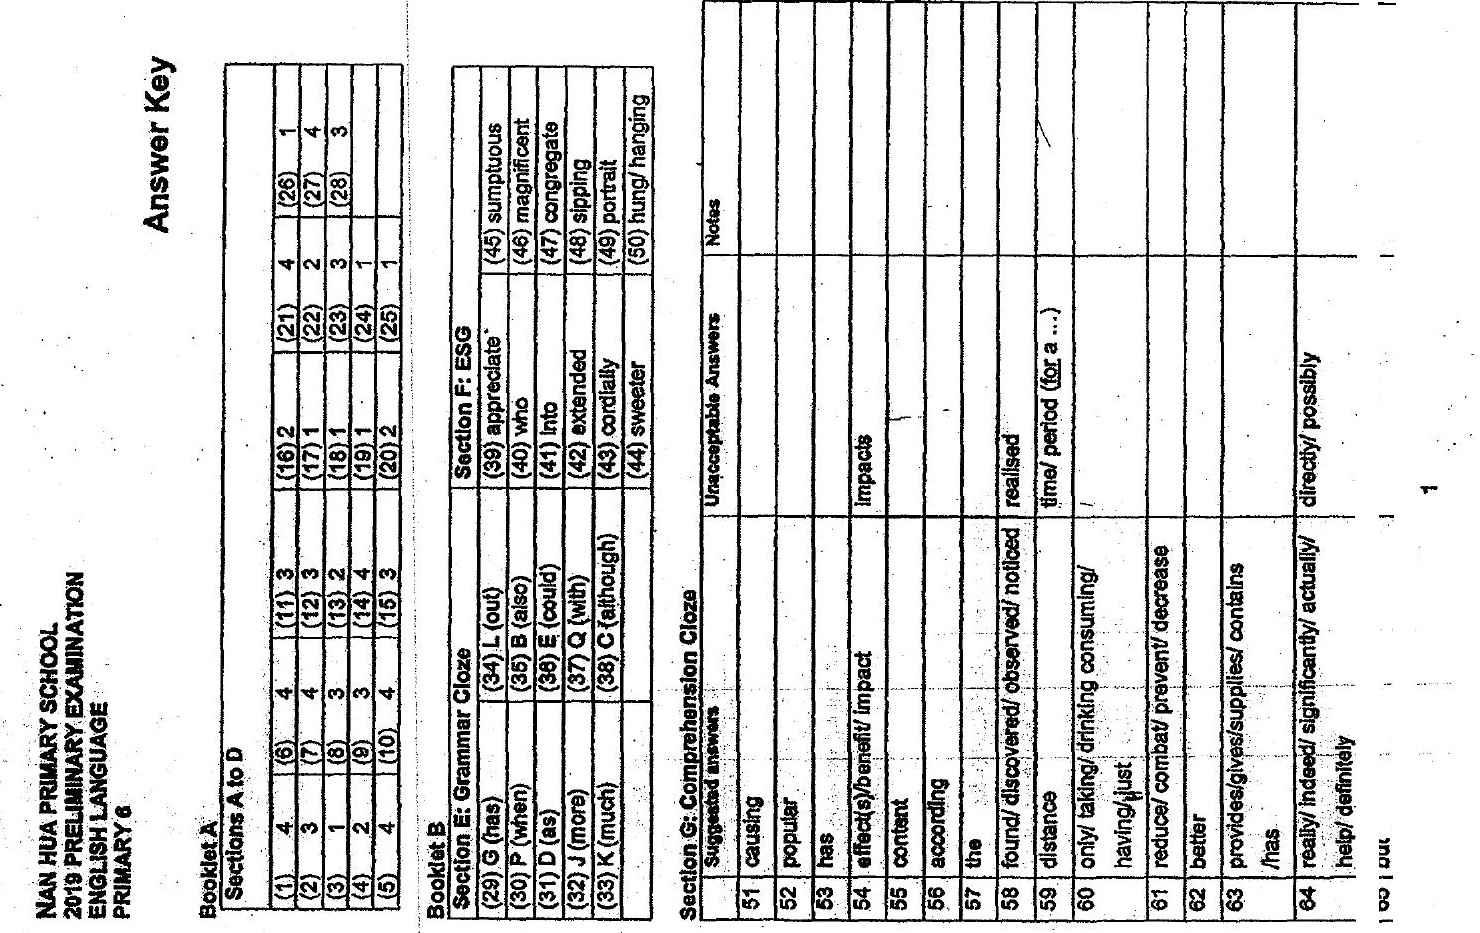 NAN HUA PRIMARY SCHOOL
2019 PRELIMINARY EXAMINATION
ENGLISH LANGUAGE
PRIMARY 6
Answer Key
Booklet A
Sections A to D
(1) 4 (6) 4 (11) 3 (16) 2 (21) 4 (26) 1
(2) 3 (7) 4 (12) 3 (17) 1 (22) 2 (27) 4
(3) 1 (8) 3 (13) 2 (18) 1 (23) 3 (28) 3
(4) 2 (9) 3 (14) 4 (19) 1 (24) 1
(5) 4 (10) 4 (15) 3 (20) 2 (25) 1
Booklet B
Section E: Grammar Cloze Section F: ESG
(29) G (has) (34) L (out) (39) appreciate (45) sumptuous
(30) P (when) (35) B (also) (40) who (46) magnificent
(31) D (as) (36) E (could) (41) into (47) congregate
(32) J (more) (37) Q (with) (42) extended (48) sipping
(33) K (much) (38) C (although) (43) cordially (49) portrait
(44) sweeter (50) hung/ hanging
Section G: Comprehension Cloze
Suggested answers Unacceptable Answers Notes
51 causing
52 popular
53 has
54 effect(s)/benefit/ impact impacts
55 content
56 according
57 the
58 found/ discovered/ observed/ noticed realised
59 distance time/ period (for a ...)
60 only/ taking/ drinking consuming/
having/just
61 reduce/ combat/ prevent/ decrease
62 better
63 provides/gives/supplies/ contains
/has
64 really/ indeed/ significantly/ actually/ directly/ possibly
help/ definitely
65 but
1